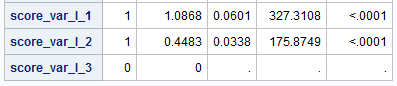 score_var_l_1 1 1.0868 0.0601 327.3108 <.0001
score_var_l_2 1 0.4483 0.0338 175.8749 <.0001
score_var_l_3 0 0 . . .